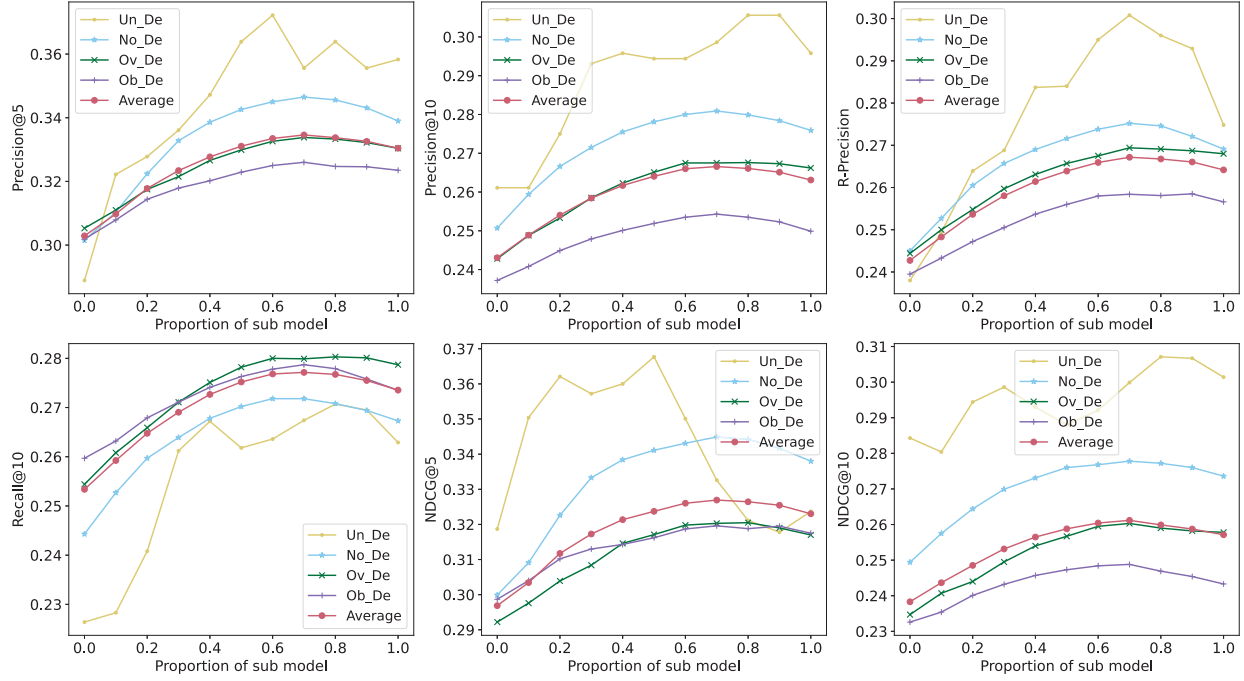 Precision@5
0.36
0.34
0.32
0.30
Un_De
No_De
Ov_De
Ob_De
Average
0.0 0.2 0.4 0.6 0.8 1.0
Proportion of sub model
Precision@10
0.30
0.29
0.28
0.27
0.26
0.25
0.24
Un_De
No_De
Ov_De
Ob_De
Average
0.0 0.2 0.4 0.6 0.8 1.0
Proportion of sub model
R-Precision
0.30
0.29
0.28
0.27
0.26
0.25
0.24
Un_De
No_De
Ov_De
Ob_De
Average
0.0 0.2 0.4 0.6 0.8 1.0
Proportion of sub model
Recall@10
0.28
0.27
0.26
0.25
0.24
0.23
Un_De
No_De
Ov_De
Ob_De
Average
0.0 0.2 0.4 0.6 0.8 1.0
Proportion of sub model
NDCG@5
0.37
0.36
0.35
0.34
0.33
0.32
0.31
0.30
0.29
Un_De
No_De
Ov_De
Ob_De
Average
0.0 0.2 0.4 0.6 0.8 1.0
Proportion of sub model
NDCG@10
0.31
0.30
0.29
0.28
0.27
0.26
0.25
0.24
0.23
Un_De
No_De
Ov_De
Ob_De
Average
0.0 0.2 0.4 0.6 0.8 1.0
Proportion of sub model